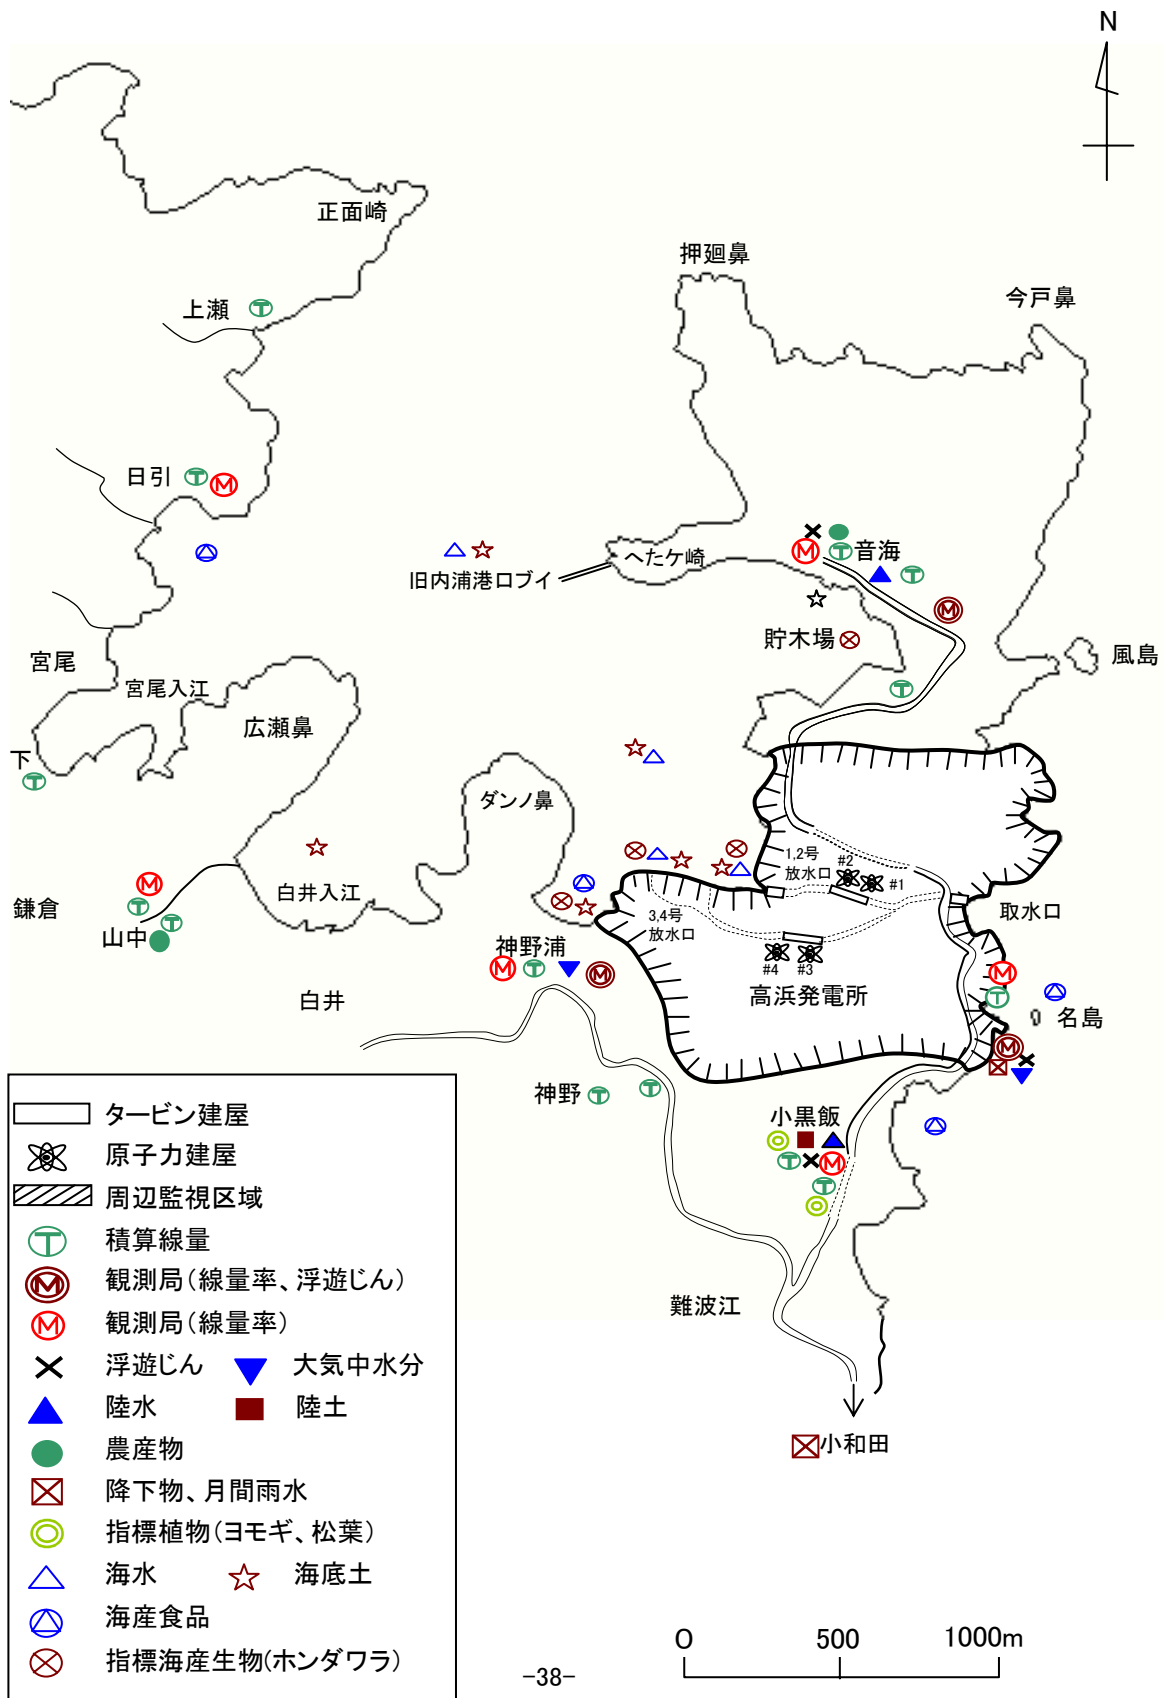 N
正面崎
押廻鼻
今戸鼻
上瀬
T
日引
T
M
旧内浦港ロブイ
へたケ崎
M
T
音海
T
M
貯木場
風島
宮尾
宮尾入江
広瀬鼻
T
下
T
ダンノ鼻
1,2号
放水口
#2
#1
白井入江
鎌倉
M
T
T
山中
3,4号
放水口
取水口
神野浦
M
T
M
#4
#3
M
T
白井
高浜発電所
名島
M
神野
T
T
小黒飯
T
M
T
難波江
小和田
タービン建屋
原子力建屋
周辺監視区域
T
積算線量
M
観測局(線量率、浮遊じん)
M
観測局(線量率)
浮遊じん
大気中水分
陸水
陸土
農産物
降下物、月間雨水
指標植物(ヨモギ、松葉)
海水
海底土
海産食品
指標海産生物(ホンダワラ)
O
500
1000m
-38-